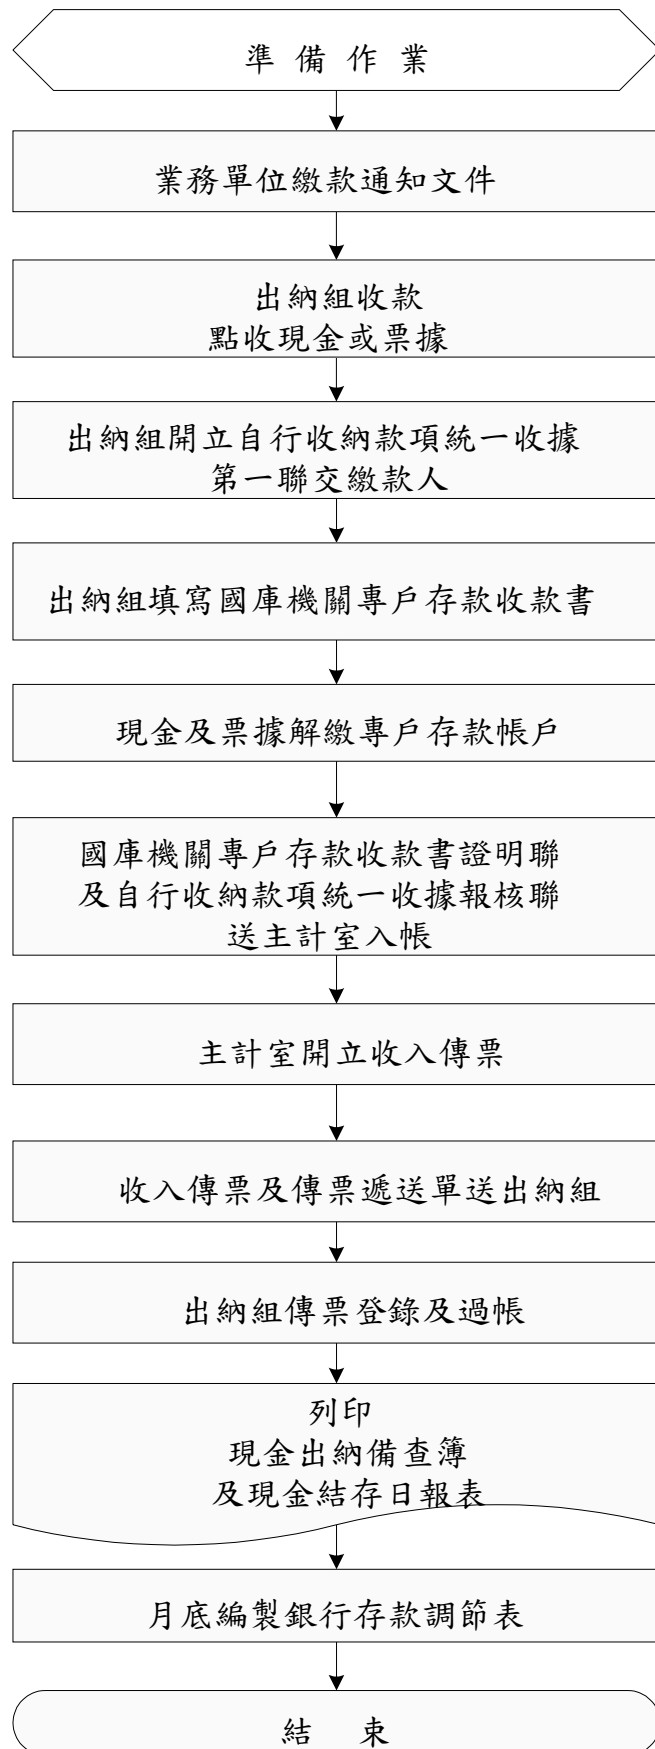 準備作業
業務單位繳款通知文件
出納組收款
點收現金或票據
出納組開立自行收納款項統一收據
第一聯交繳款人
出納組填寫國庫機關專戶存款收款書
現金及票據解繳專戶存款帳戶
國庫機關專戶存款收款書證明聯
及自行收納款項統一收據報核聯
送主計室入帳
主計室開立收入傳票
收入傳票及傳票遞送單送出納組
出納組傳票登錄及過帳
列印
現金出納備查簿
及現金結存日報表
月底編製銀行存款調節表
結 束